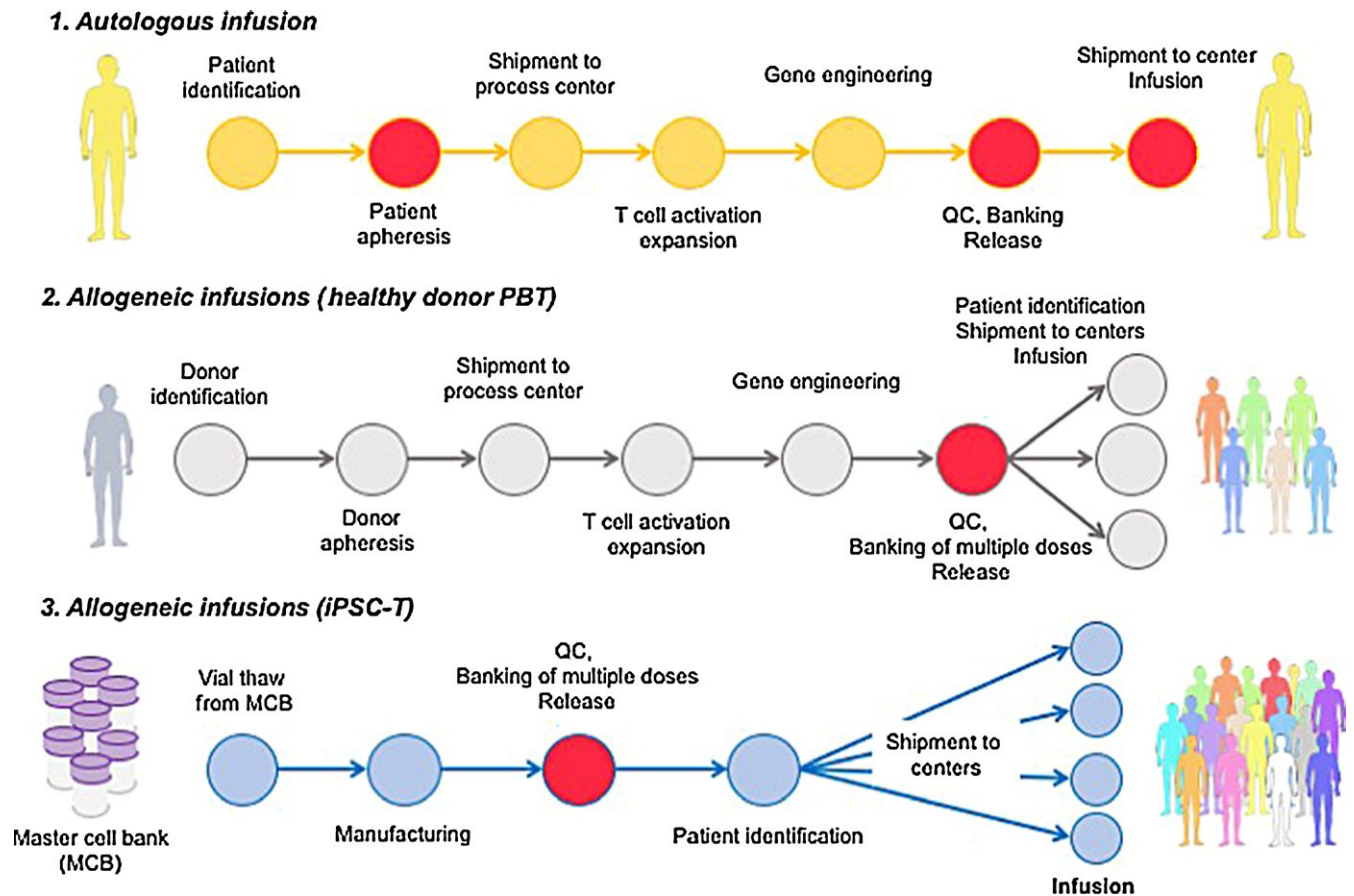 1. Autologous infusion
Patient
identification
Shipment to
process center
Gene engineering
Shipment to center
Infusion
Patient
apheresis
T cell activation
expansion
QC, Banking
Release
2. Allogeneic infusions (healthy donor PBT)
Donor
identification
Shipment to
process center
Gene engineering
Patient identification
Shipment to centers
Infusion
Donor
apheresis
T cell activation
expansion
QC,
Banking of multiple doses
Release
3. Allogeneic infusions (iPSC-T)
Vial thaw
from MCB
QC,
Banking of multiple doses
Release
Shipment to
centers
Master cell bank
(MCB)
Manufacturing
Patient identification
Infusion